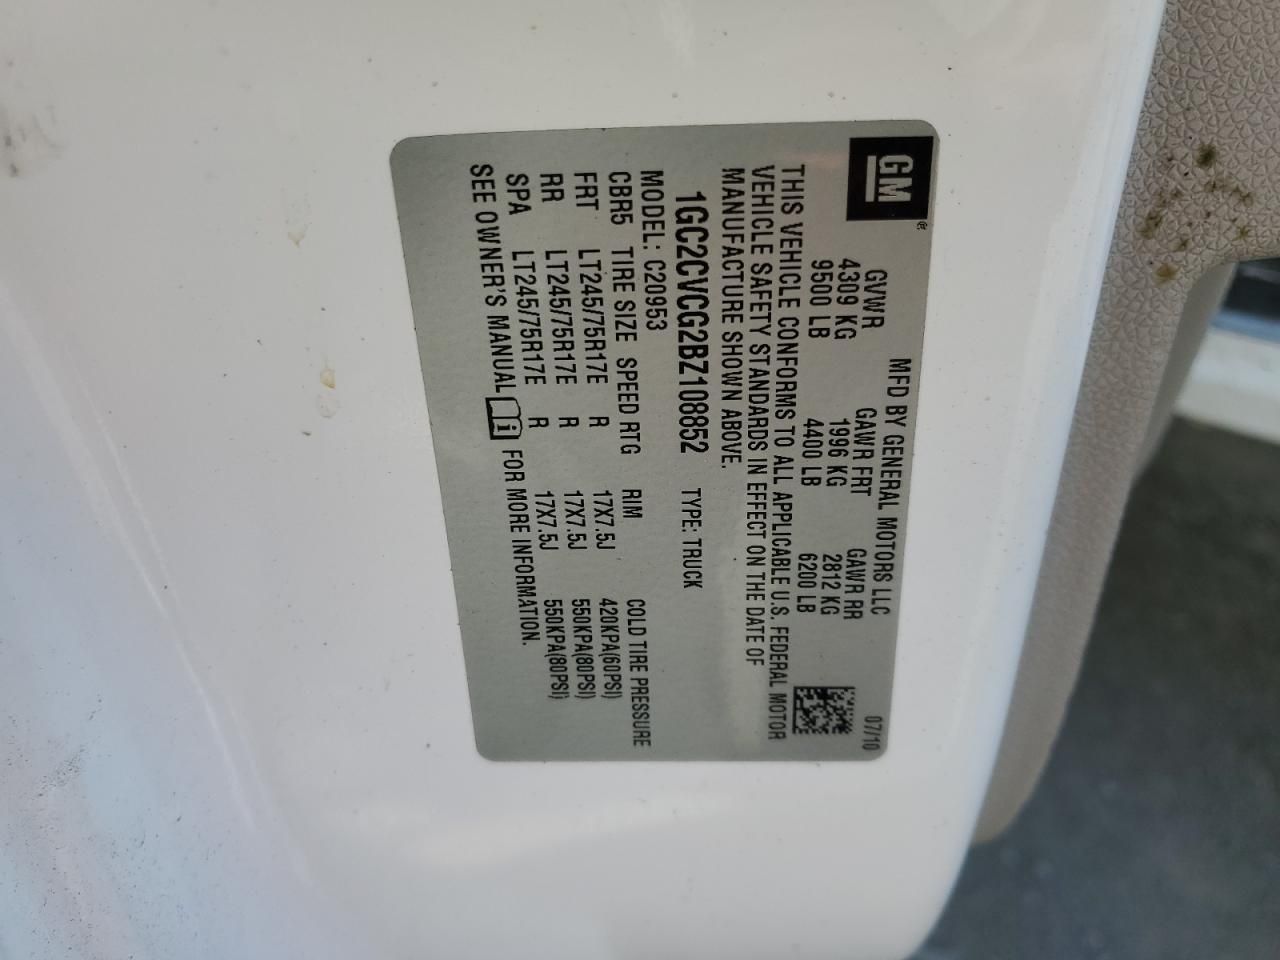 GM®
MFD BY GENERAL MOTORS LLC 07/10
GVWR GAWR FRT GAWR RR
4309 KG 1996 KG 2812 KG
9500 LB 4400 LB 6200 LB
THIS VEHICLE CONFORMS TO ALL APPLICABLE U.S. FEDERAL MOTOR
VEHICLE SAFETY STANDARDS IN EFFECT ON THE DATE OF
MANUFACTURE SHOWN ABOVE.
1GC2CVCG2BZ108852 TYPE: TRUCK
MODEL: C20953
CBR5 TIRE SIZE SPEED RTG RIM COLD TIRE PRESSURE
FRT LT245/75R17E R 17X7.5J 420KPA(60PSI)
RR LT245/75R17E R 17X7.5J 550KPA(80PSI)
SPA LT245/75R17E R 17X7.5J 550KPA(80PSI)
SEE OWNER'S MANUAL i FOR MORE INFORMATION.